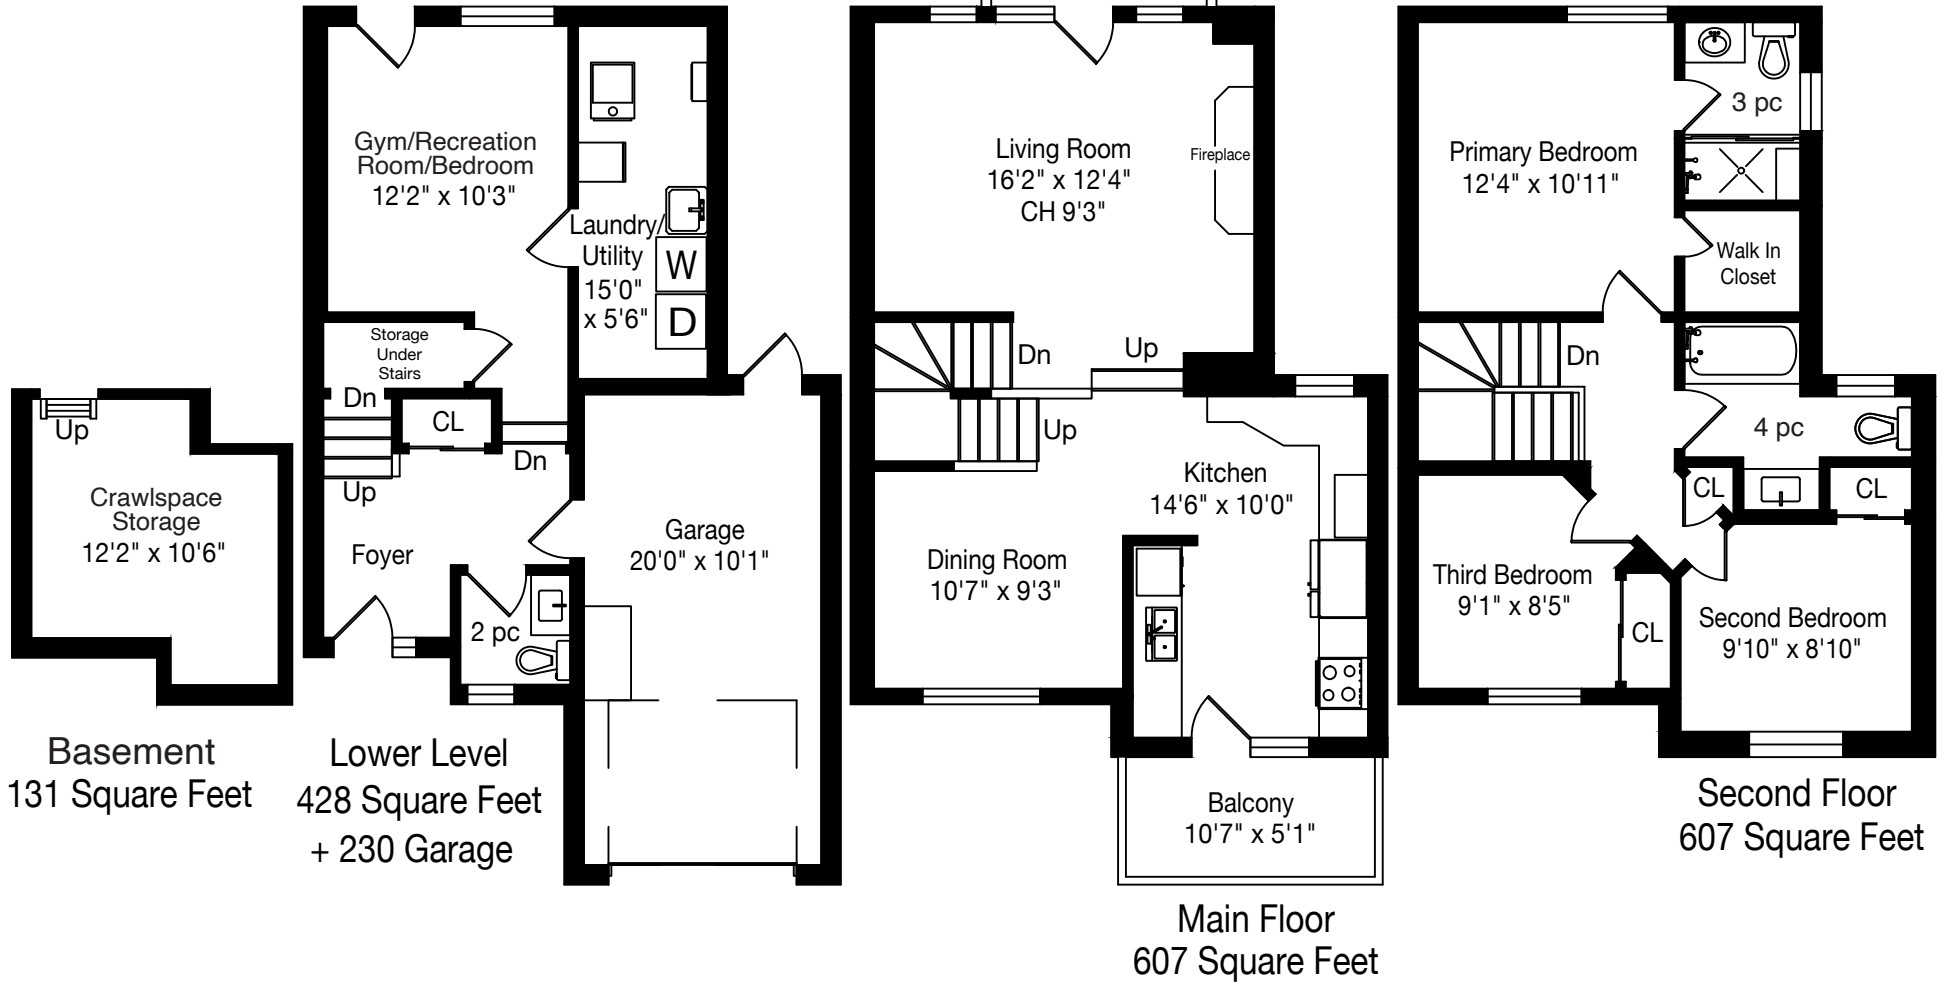 Up
Crawlspace
Storage
12'2" x 10'6"
Basement
131 Square Feet
Gym/Recreation
Room/Bedroom
12'2" x 10'3"
Laundry/
Utility
15'0"
x 5'6"
W
D
Storage
Under
Stairs
Dn
CL
Dn
Up
Foyer
2 pc
Garage
20'0" x 10'1"
Lower Level
428 Square Feet
+ 230 Garage
Living Room
16'2" x 12'4"
CH 9'3"
Fireplace
Dn
Up
Up
Kitchen
14'6" x 10'0"
Dining Room
10'7" x 9'3"
Balcony
10'7" x 5'1"
Main Floor
607 Square Feet
Primary Bedroom
12'4" x 10'11"
3 pc
Walk In
Closet
Dn
4 pc
CL
CL
Third Bedroom
9'1" x 8'5"
CL
Second Bedroom
9'10" x 8'10"
Second Floor
607 Square Feet